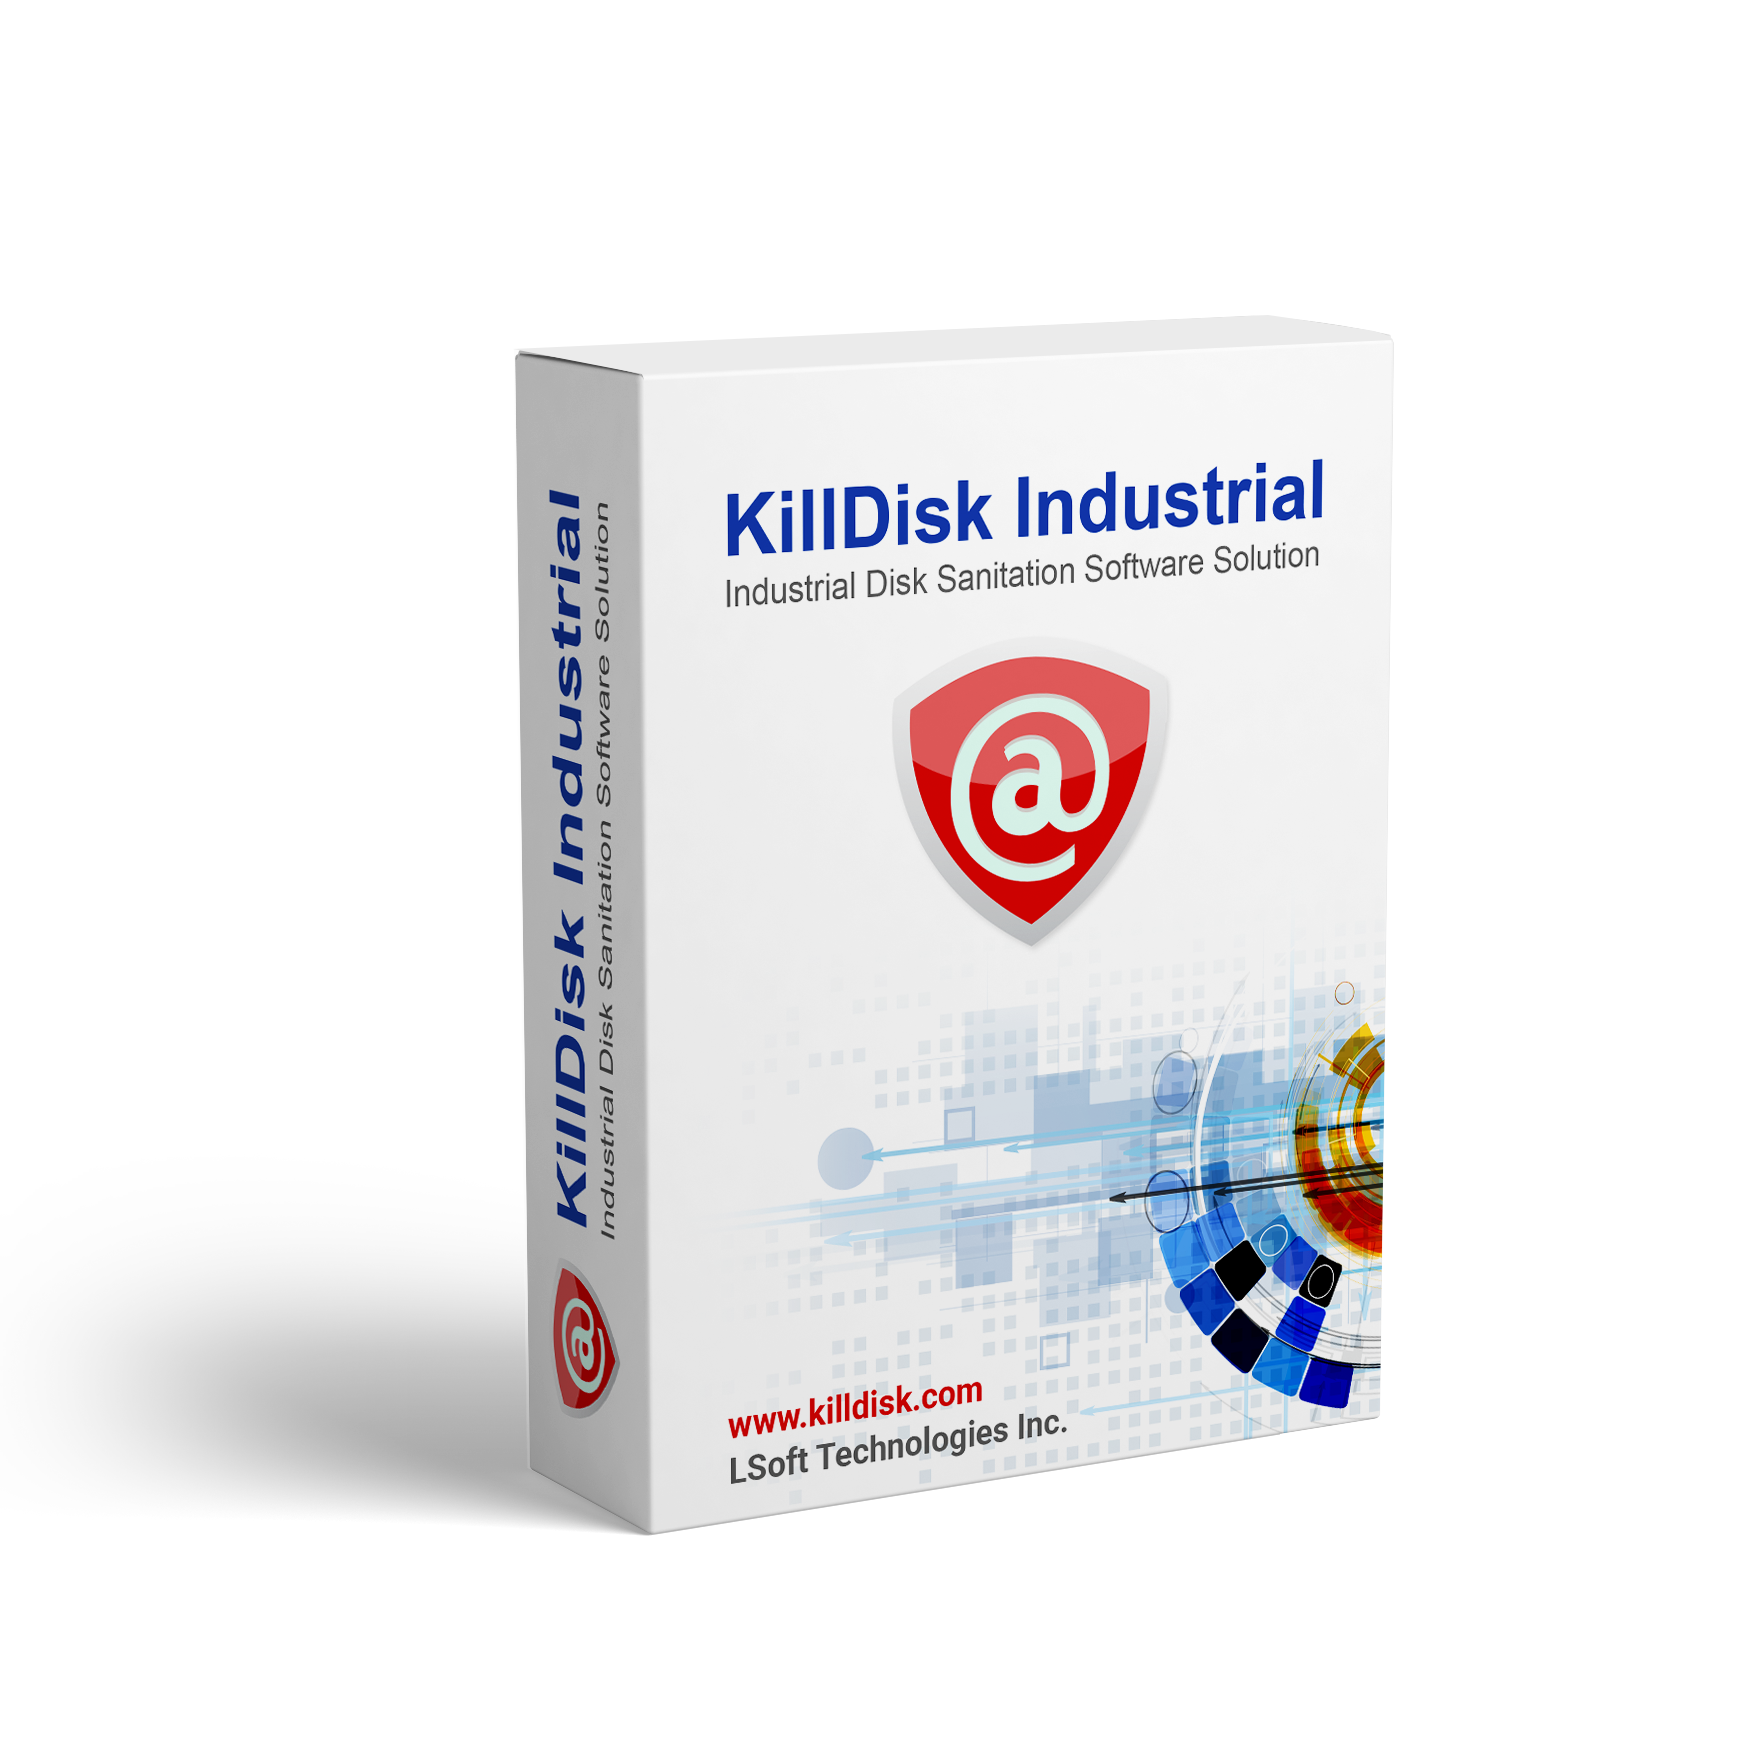 KillDisk Industrial
Industrial Disk Sanitation Software Solution
KillDisk Industrial
Industrial Disk Sanitation Software Solution
@
www.killdisk.com
LSoft Technologies Inc.
@